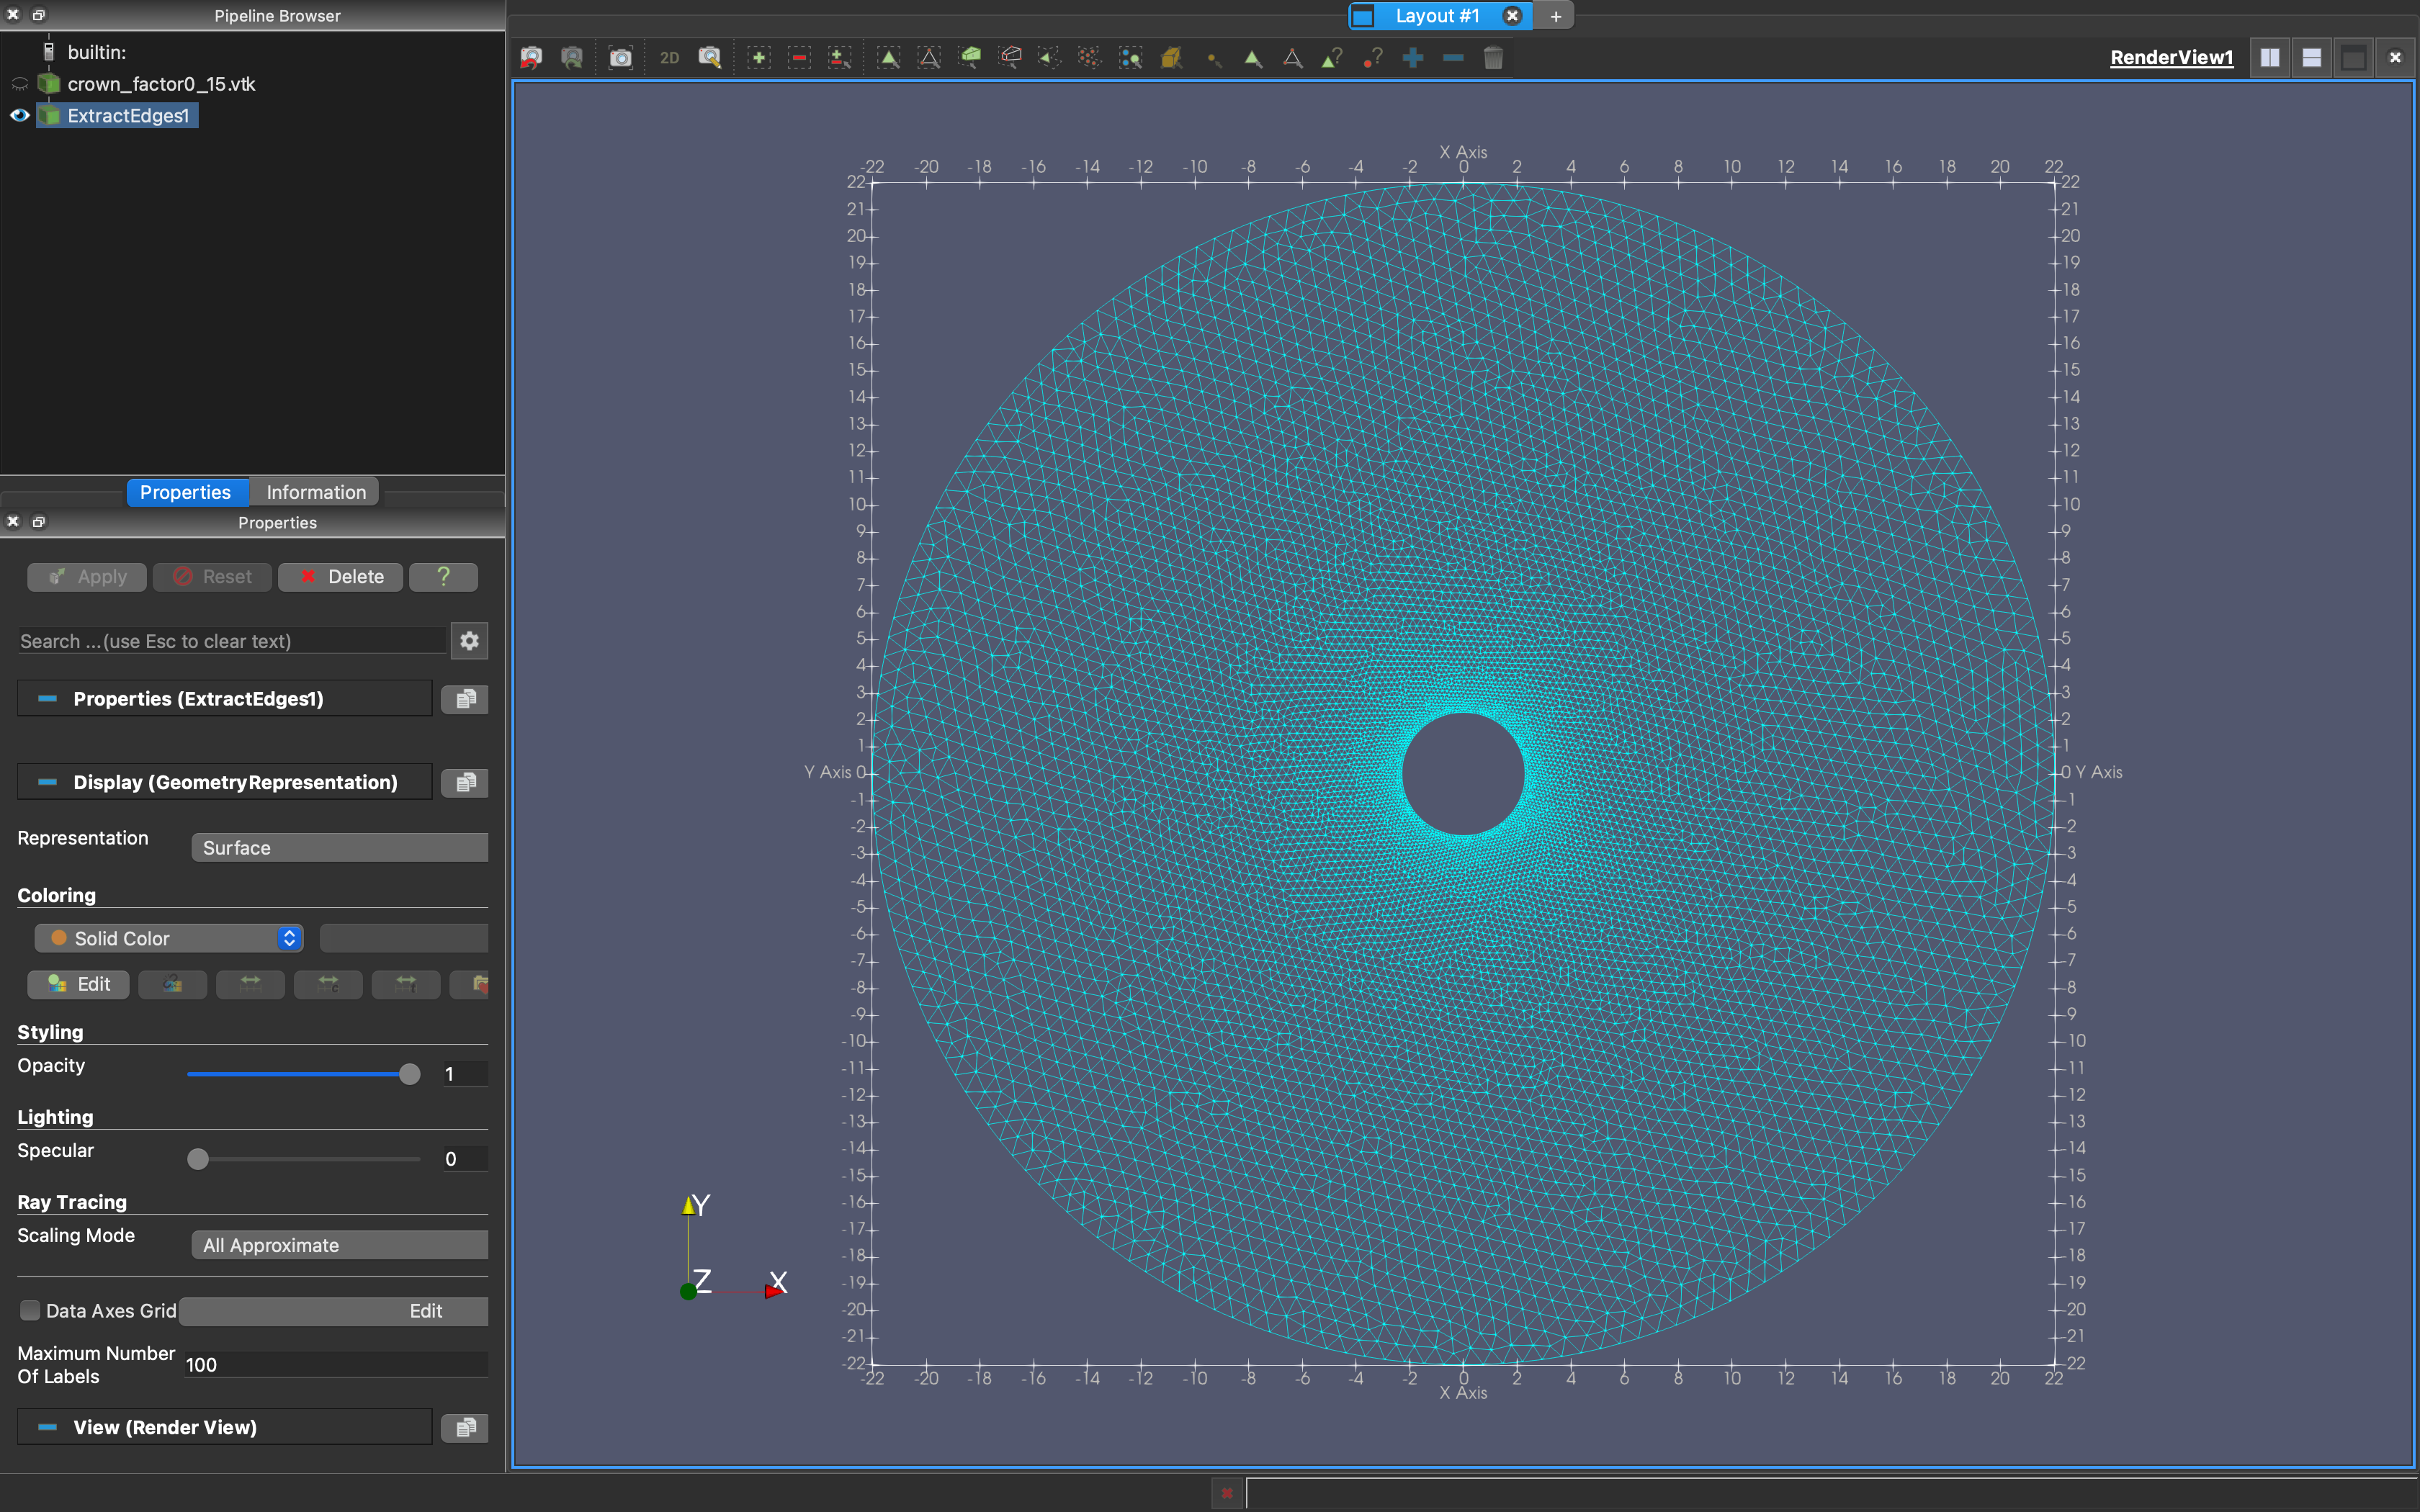 Pipeline Browser
builtin:
crown_factor0_15.vtk
ExtractEdges1
Properties
Information
Properties
Apply
Reset
Delete
?
Search ...(use Esc to clear text)
Properties (ExtractEdges1)
Display (GeometryRepresentation)
Representation
Surface
Coloring
Solid Color
Edit
Styling
Opacity
1
Lighting
Specular
0
Ray Tracing
Scaling Mode
All Approximate
Data Axes Grid
Edit
Maximum Number
Of Labels
100
View (Render View)
Layout #1
+
2D
RenderView1
X Axis
-22 -20 -18 -16 -14 -12 -10 -8 -6 -4 -2 0 2 4 6 8 10 12 14 16 18 20 22
22 22
21 21
20 20
19 19
18 18
17 17
16 16
15 15
14 14
13 13
12 12
11 11
10 10
9 9
8 8
7 7
6 6
5 5
4 4
3 3
2 2
1 1
Y Axis 0 0 Y Axis
-1 -1
-2 -2
-3 -3
-4 -4
-5 -5
-6 -6
-7 -7
-8 -8
-9 -9
-10 -10
-11 -11
-12 -12
-13 -13
-14 -14
-15 -15
-16 -16
-17 -17
-18 -18
-19 -19
-20 -20
-21 -21
-22 -22
-22 -20 -18 -16 -14 -12 -10 -8 -6 -4 -2 0 2 4 6 8 10 12 14 16 18 20 22
X Axis
Y
Z
X